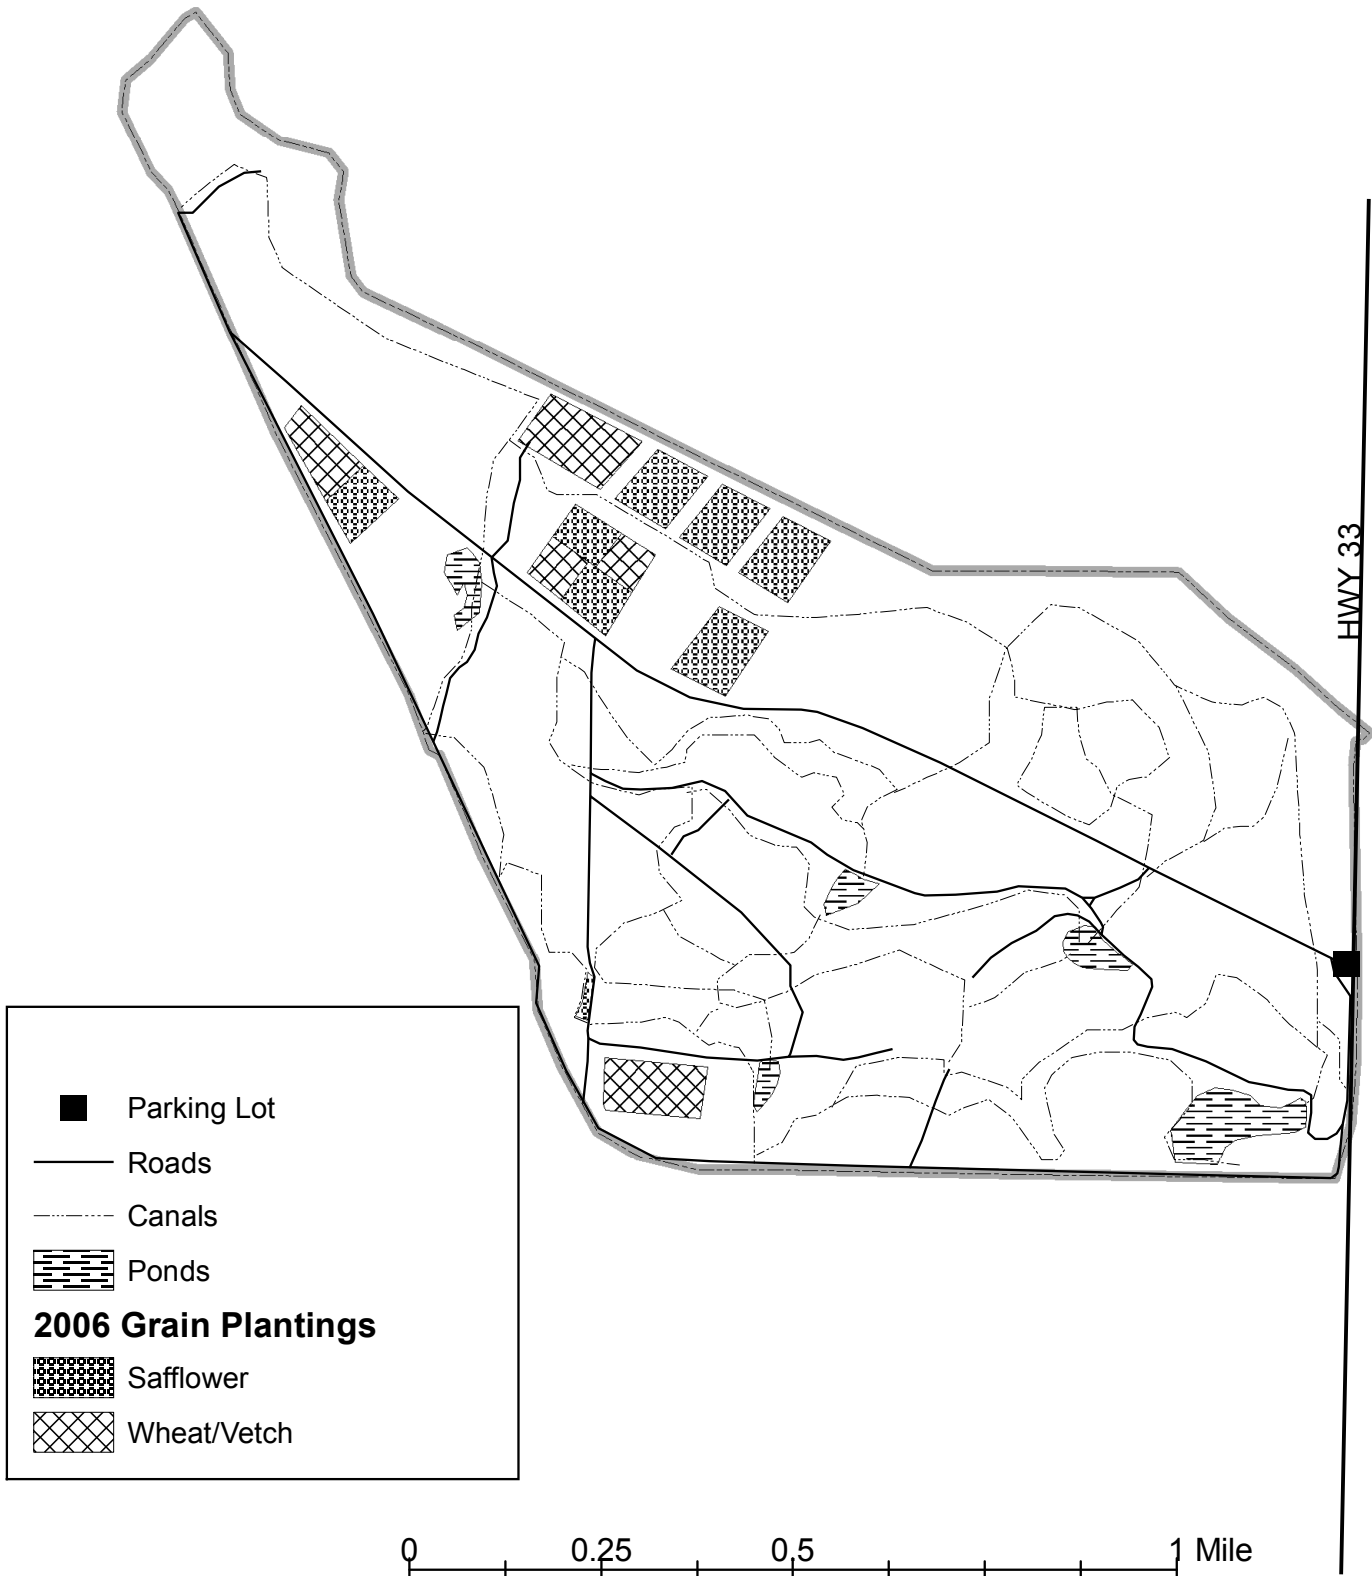 HWY 33
Parking Lot
Roads
Canals
Ponds
2006 Grain Plantings
Safflower
Wheat/Vetch
0 0.25 0.5 1 Mile